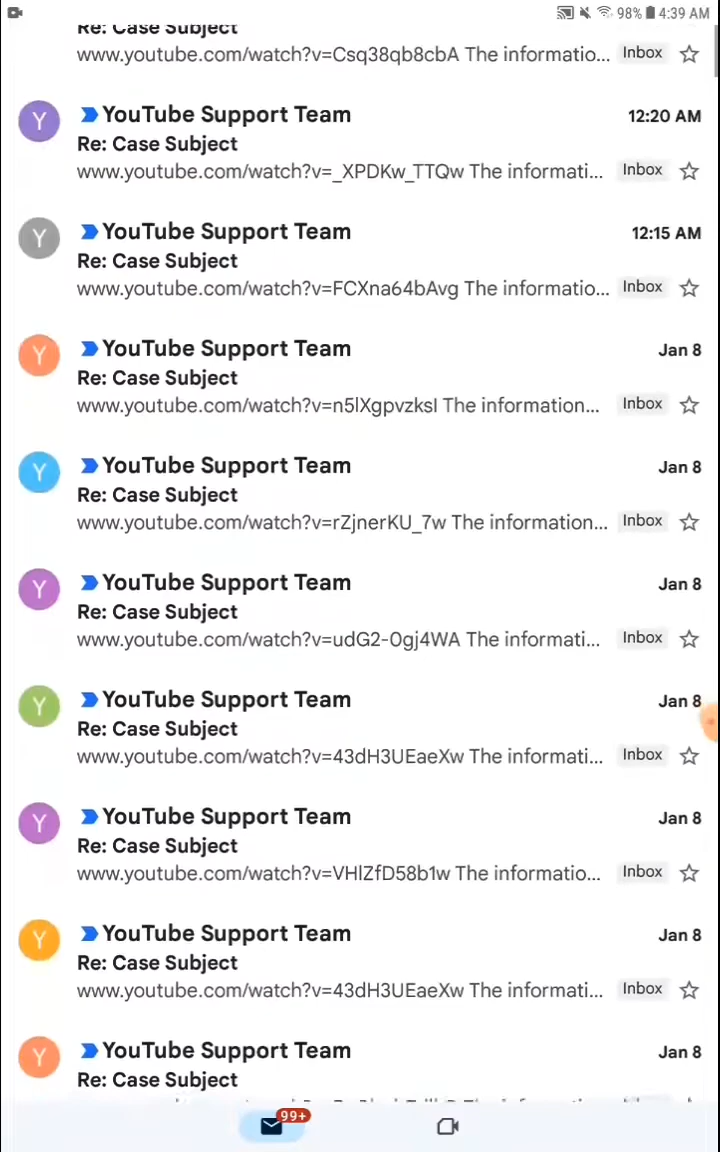 98% 4:39 AM
Re: Case Subject
www.youtube.com/watch?v=Csq38qb8cbA The informatio... Inbox
Y YouTube Support Team 12:20 AM
Re: Case Subject
www.youtube.com/watch?v=_XPDKw_TTQw The informati... Inbox
Y YouTube Support Team 12:15 AM
Re: Case Subject
www.youtube.com/watch?v=FCXna64bAvg The informatio... Inbox
Y YouTube Support Team Jan 8
Re: Case Subject
www.youtube.com/watch?v=n5lXgpvzksI The information... Inbox
Y YouTube Support Team Jan 8
Re: Case Subject
www.youtube.com/watch?v=rZjnerKU_7w The information... Inbox
Y YouTube Support Team Jan 8
Re: Case Subject
www.youtube.com/watch?v=udG2-0gj4WA The informati... Inbox
Y YouTube Support Team Jan 8
Re: Case Subject
www.youtube.com/watch?v=43dH3UEaeXw The informati... Inbox
Y YouTube Support Team Jan 8
Re: Case Subject
www.youtube.com/watch?v=VHlZfD58b1w The informatio... Inbox
Y YouTube Support Team Jan 8
Re: Case Subject
www.youtube.com/watch?v=43dH3UEaeXw The informati... Inbox
Y YouTube Support Team Jan 8
Re: Case Subject
99+